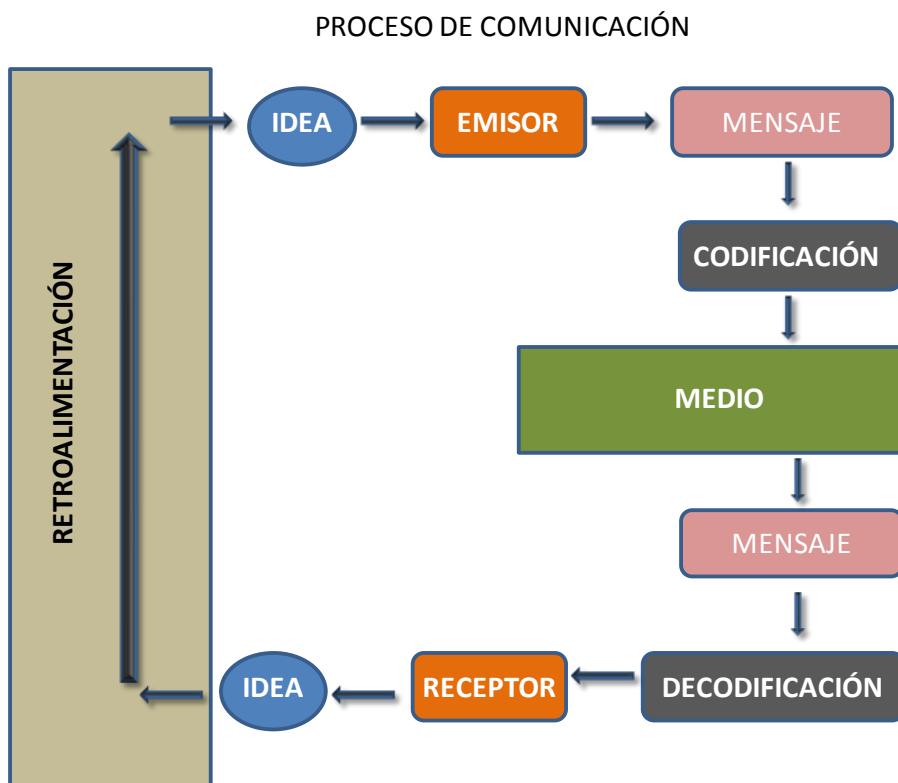 PROCESO DE COMUNICACIÓN
IDEA
EMISOR
MENSAJE
CODIFICACIÓN
MEDIO
MENSAJE
DECODIFICACIÓN
RECEPTOR
IDEA
RETROALIMENTACIÓN